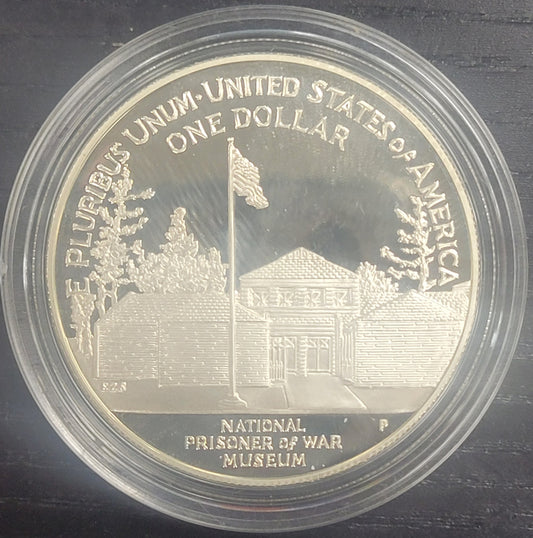 E PLURIBUS UNUM · UNITED STATES OF AMERICA
ONE DOLLAR
NATIONAL
PRISONER OF WAR
MUSEUM
P